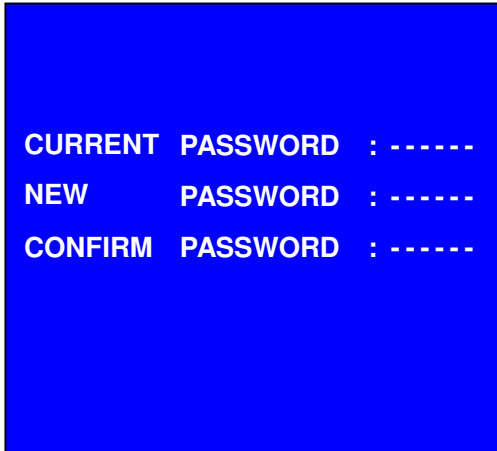 CURRENT PASSWORD : - - - - - -
NEW PASSWORD : - - - - - -
CONFIRM PASSWORD : - - - - - -